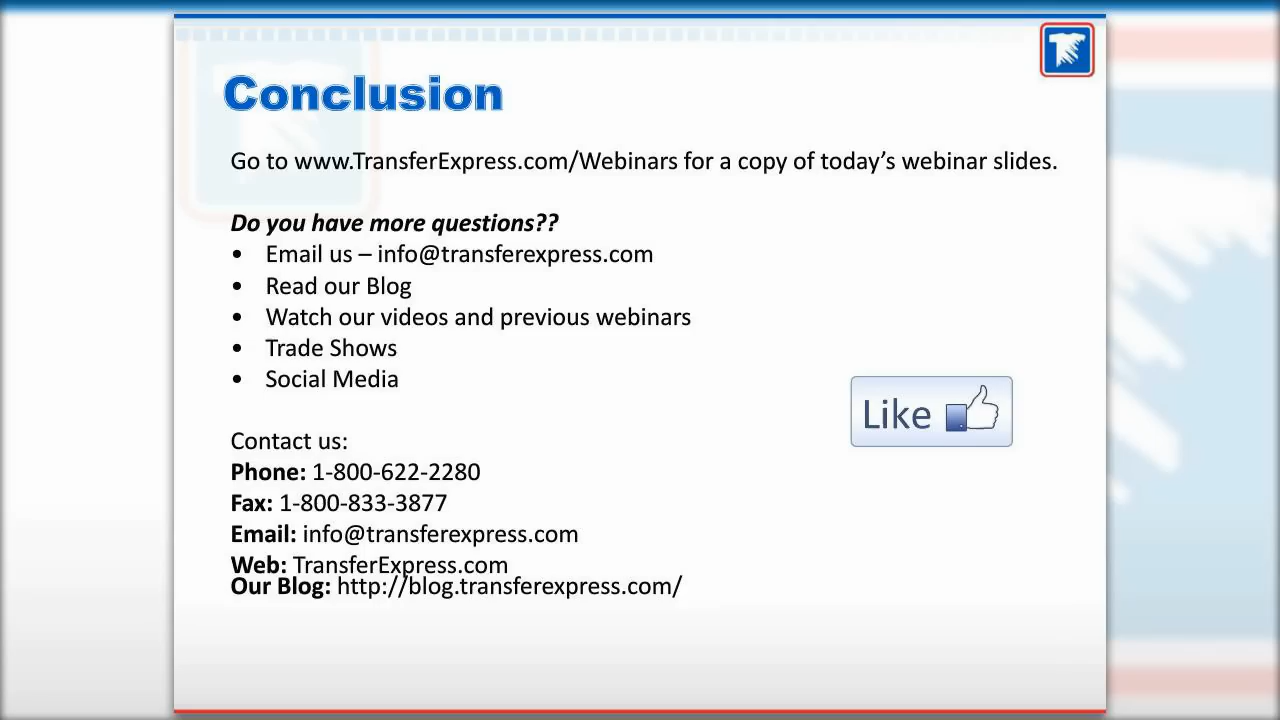 Conclusion
Go to www.TransferExpress.com/Webinars for a copy of today's webinar slides.
Do you have more questions??
• Email us – info@transferexpress.com
• Read our Blog
• Watch our videos and previous webinars
• Trade Shows
• Social Media
Like
Contact us:
Phone: 1-800-622-2280
Fax: 1-800-833-3877
Email: info@transferexpress.com
Web: TransferExpress.com
Our Blog: http://blog.transferexpress.com/